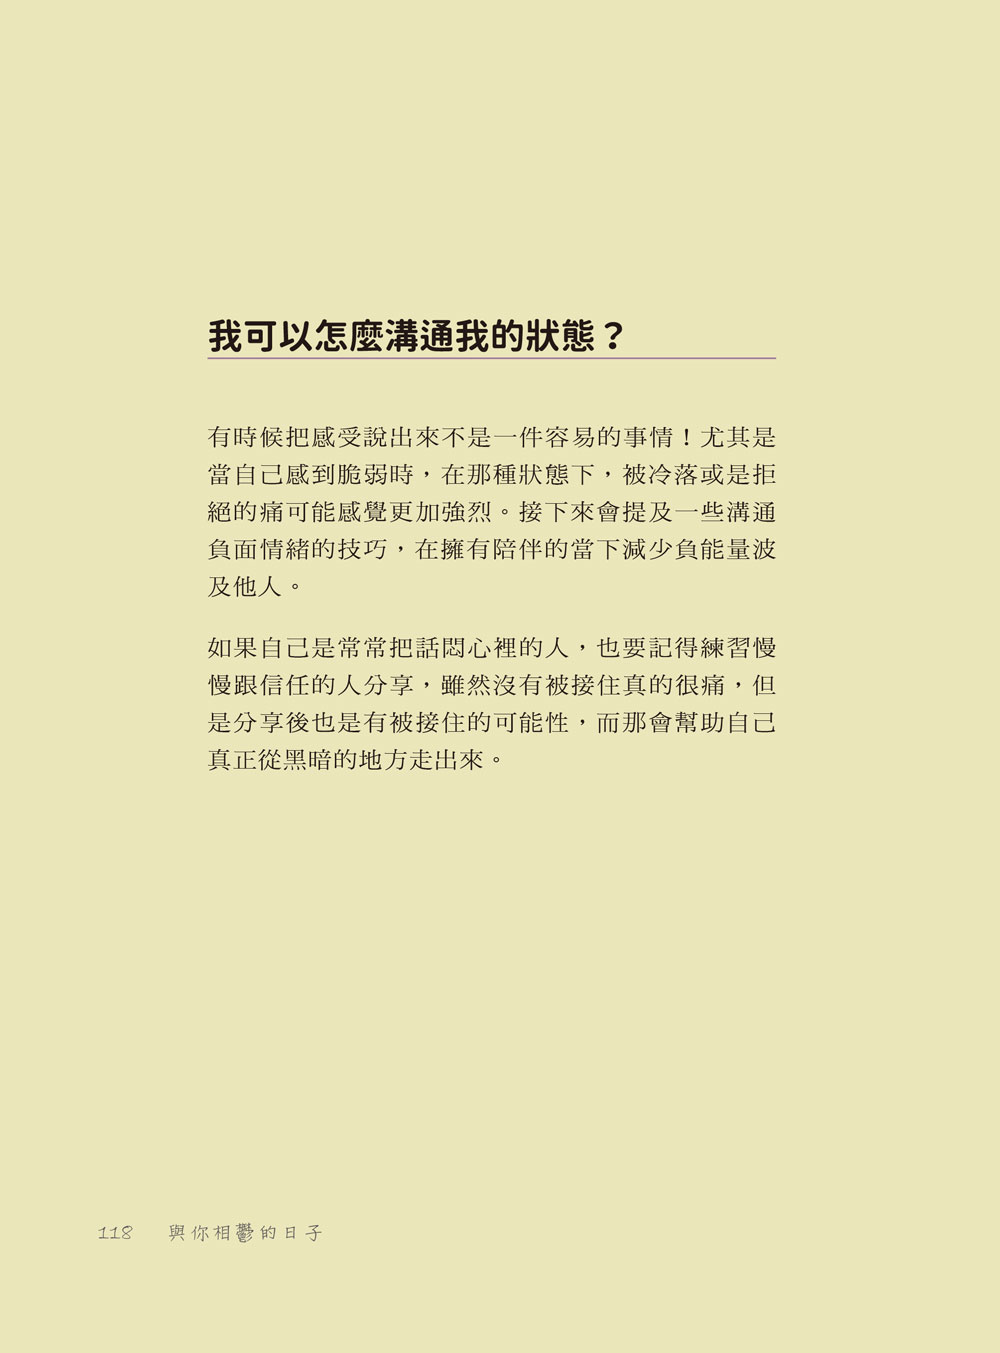 我可以怎麼溝通我的狀態？
有時候把感受說出來不是一件容易的事情！尤其是
當自己感到脆弱時，在那種狀態下，被冷落或是拒
絕的痛可能感覺更加強烈。接下來會提及一些溝通
負面情緒的技巧，在擁有陪伴的當下減少負能量波
及他人。
如果自己是常常把話悶心裡的人，也要記得練習慢
慢跟信任的人分享，雖然沒有被接住真的很痛，但
是分享後也是有被接住的可能性，而那會幫助自己
真正從黑暗的地方走出來。
118 與你相鬱的日子